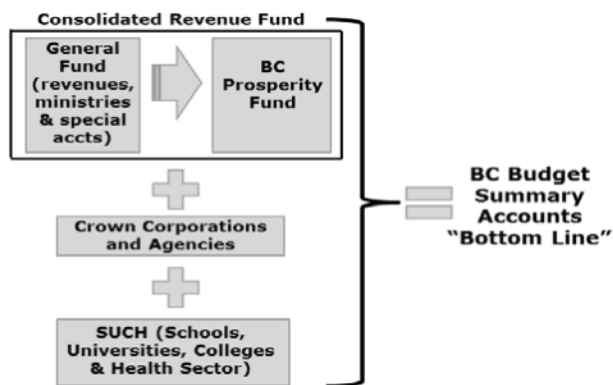 Consolidated Revenue Fund
General
Fund
(revenues,
ministries
& special
accts)
BC
Prosperity
Fund
Crown Corporations
and Agencies
SUCH (Schools,
Universities, Colleges
& Health Sector)
BC Budget
Summary
Accounts
“Bottom Line”